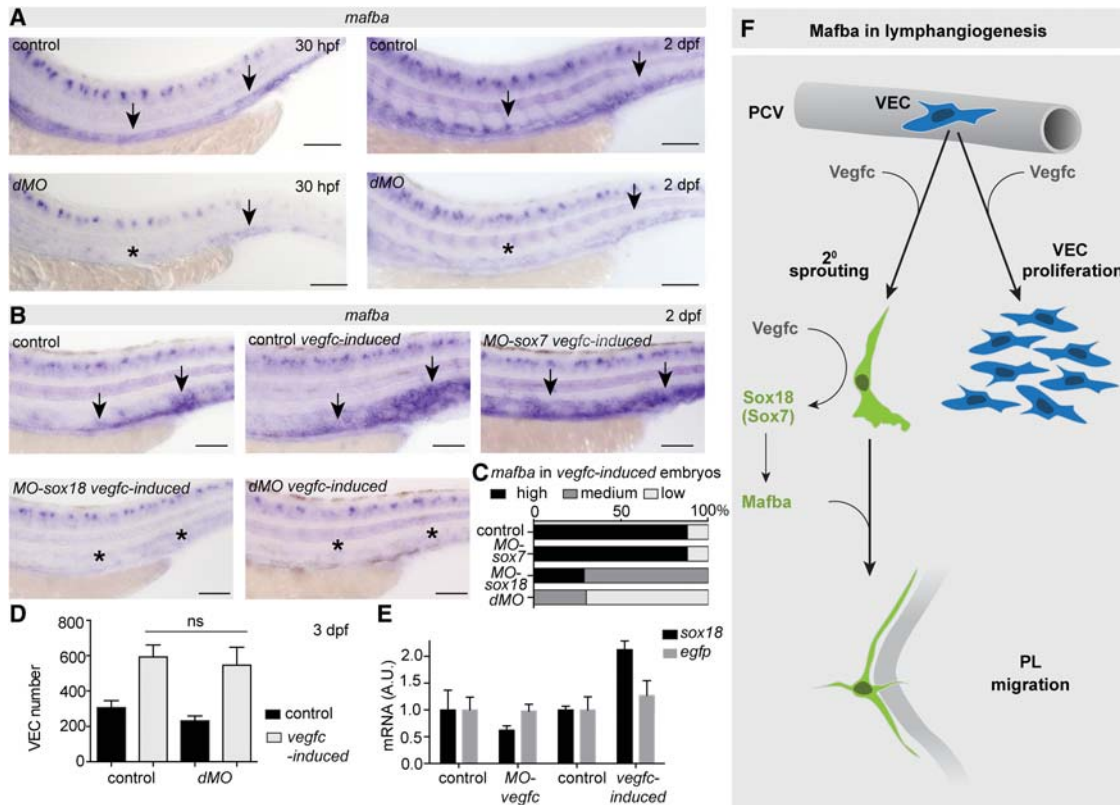 A
mafba
control
30 hpf
control
2 dpf
dMO
30 hpf
dMO
2 dpf
B
mafba
2 dpf
control
control vegfc-induced
MO-sox7 vegfc-induced
MO-sox18 vegfc-induced
dMO vegfc-induced
* *
* *
* *
C mafba in vegfc-induced embryos
high medium low
0 50 100%
control
MO-
sox7
MO-
sox18
dMO
D
800
600
400
200
0
VEC number
ns
3 dpf
control
vegfc
-induced
control dMO
E
2.0
1.5
1.0
0.5
0.0
mRNA (A.U.)
sox18
egfp
control MO-
vegfc
control vegfc-
induced
F
Mafba in lymphangiogenesis
PCV
VEC
Vegfc
Vegfc
2⁰
sprouting
VEC
proliferation
Vegfc
Sox18
(Sox7)
Mafba
PL
migration